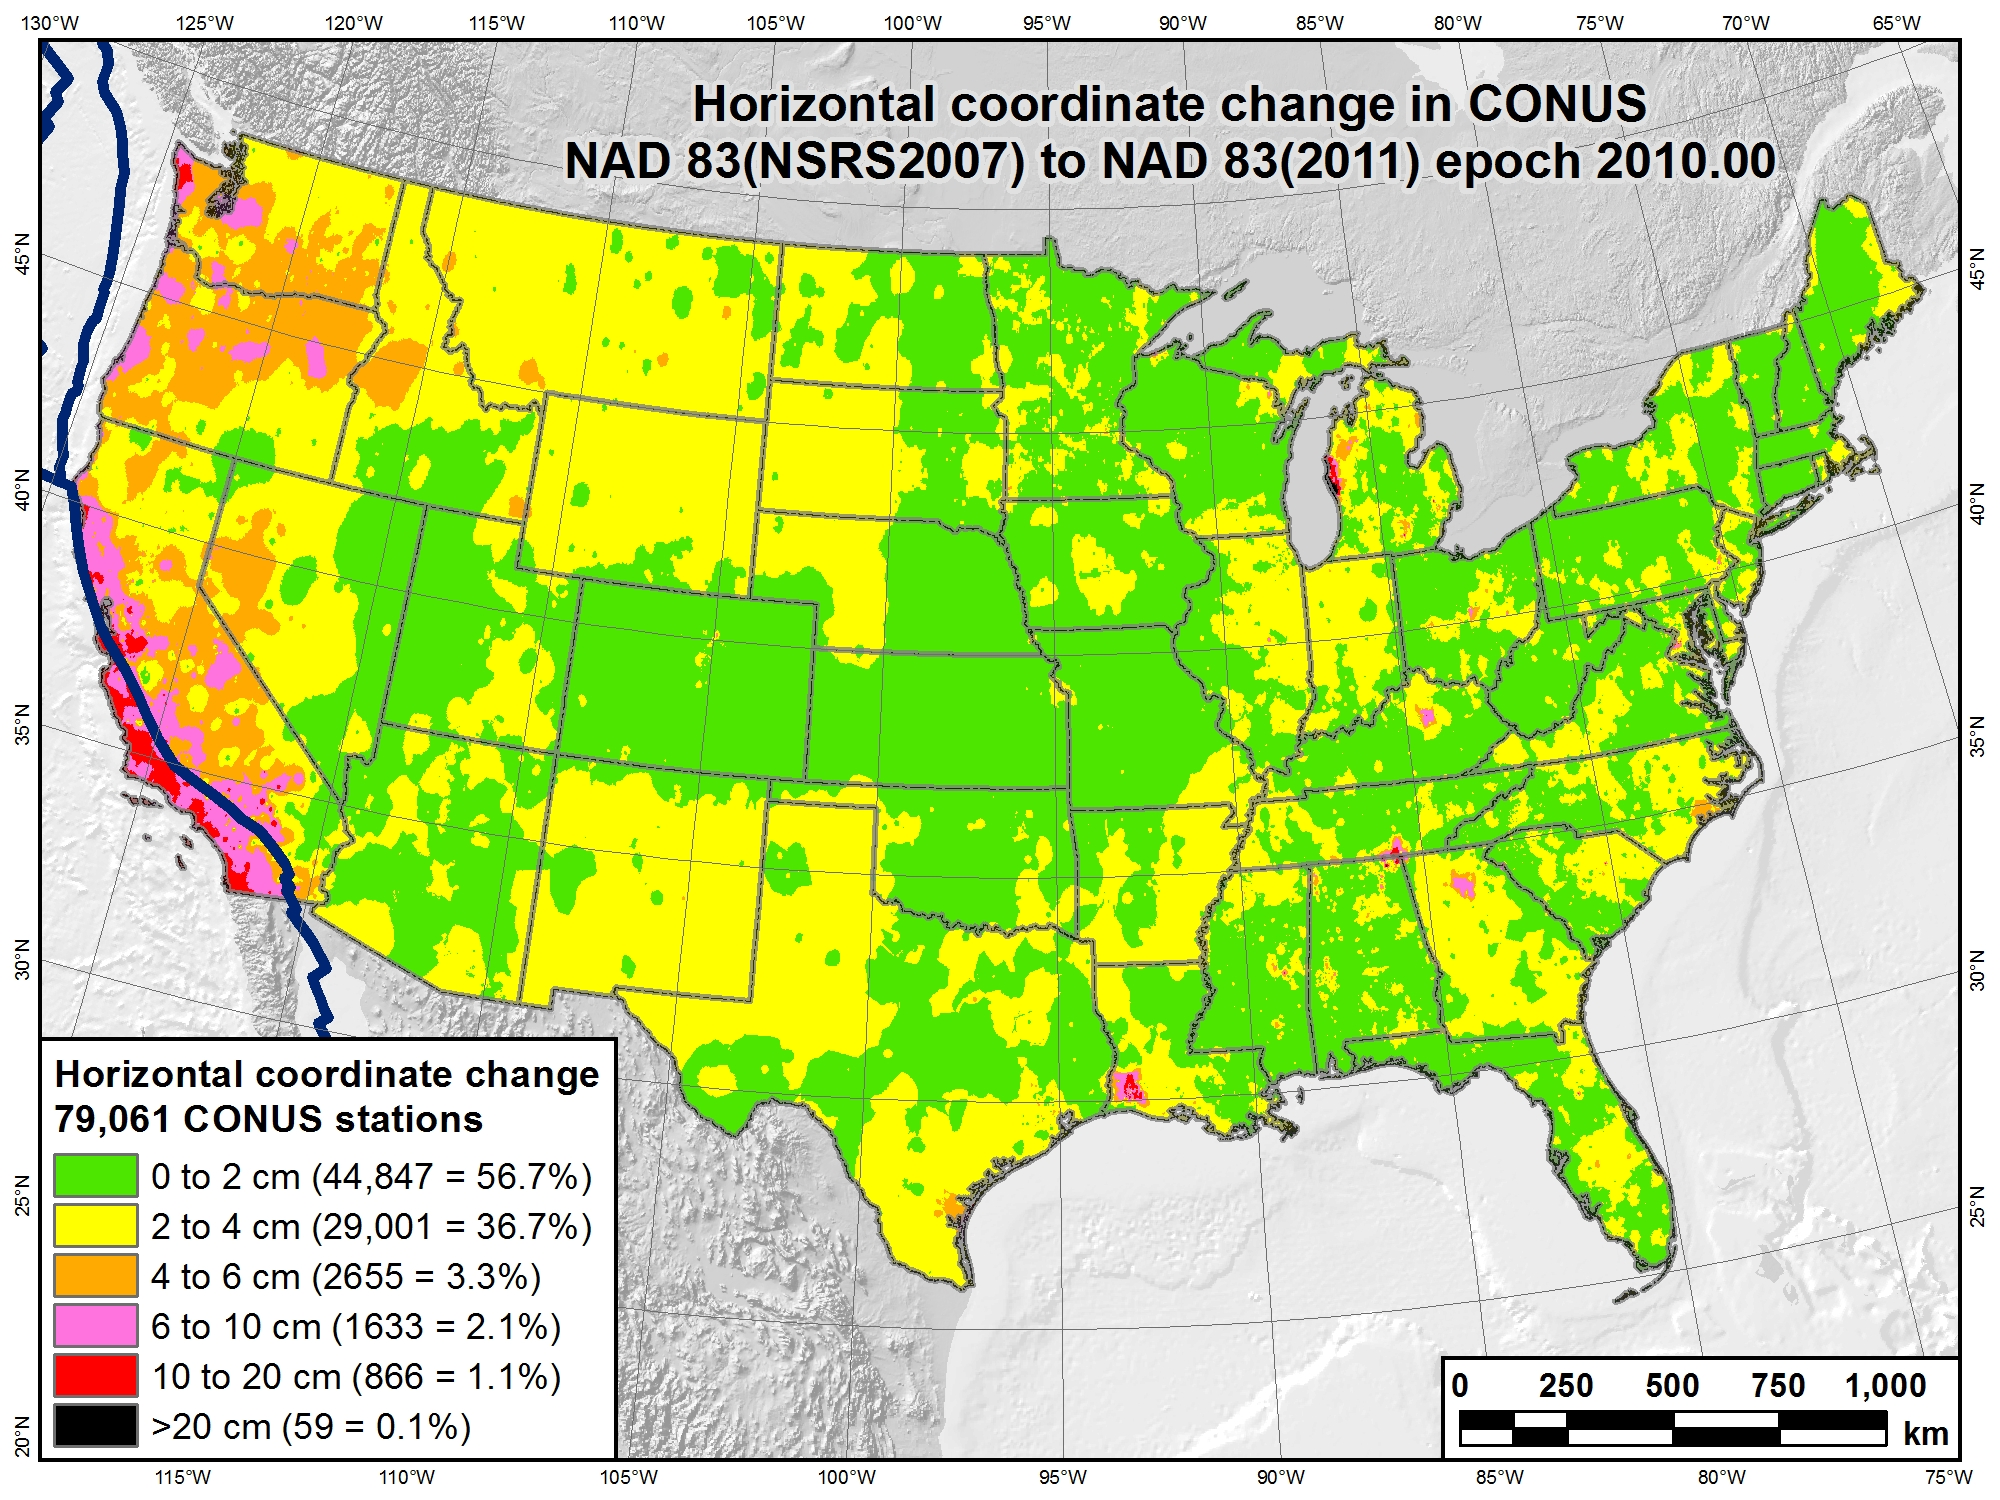 130°W 125°W 120°W 115°W 110°W 105°W 100°W 95°W 90°W 85°W 80°W 75°W 70°W 65°W
Horizontal coordinate change in CONUS
NAD 83(NSRS2007) to NAD 83(2011) epoch 2010.00
45°N
40°N
35°N
30°N
25°N
20°N
45°N
40°N
35°N
30°N
25°N
Horizontal coordinate change
79,061 CONUS stations
0 to 2 cm (44,847 = 56.7%)
2 to 4 cm (29,001 = 36.7%)
4 to 6 cm (2655 = 3.3%)
6 to 10 cm (1633 = 2.1%)
10 to 20 cm (866 = 1.1%)
>20 cm (59 = 0.1%)
0 250 500 750 1,000
km
115°W 110°W 105°W 100°W 95°W 90°W 85°W 80°W 75°W